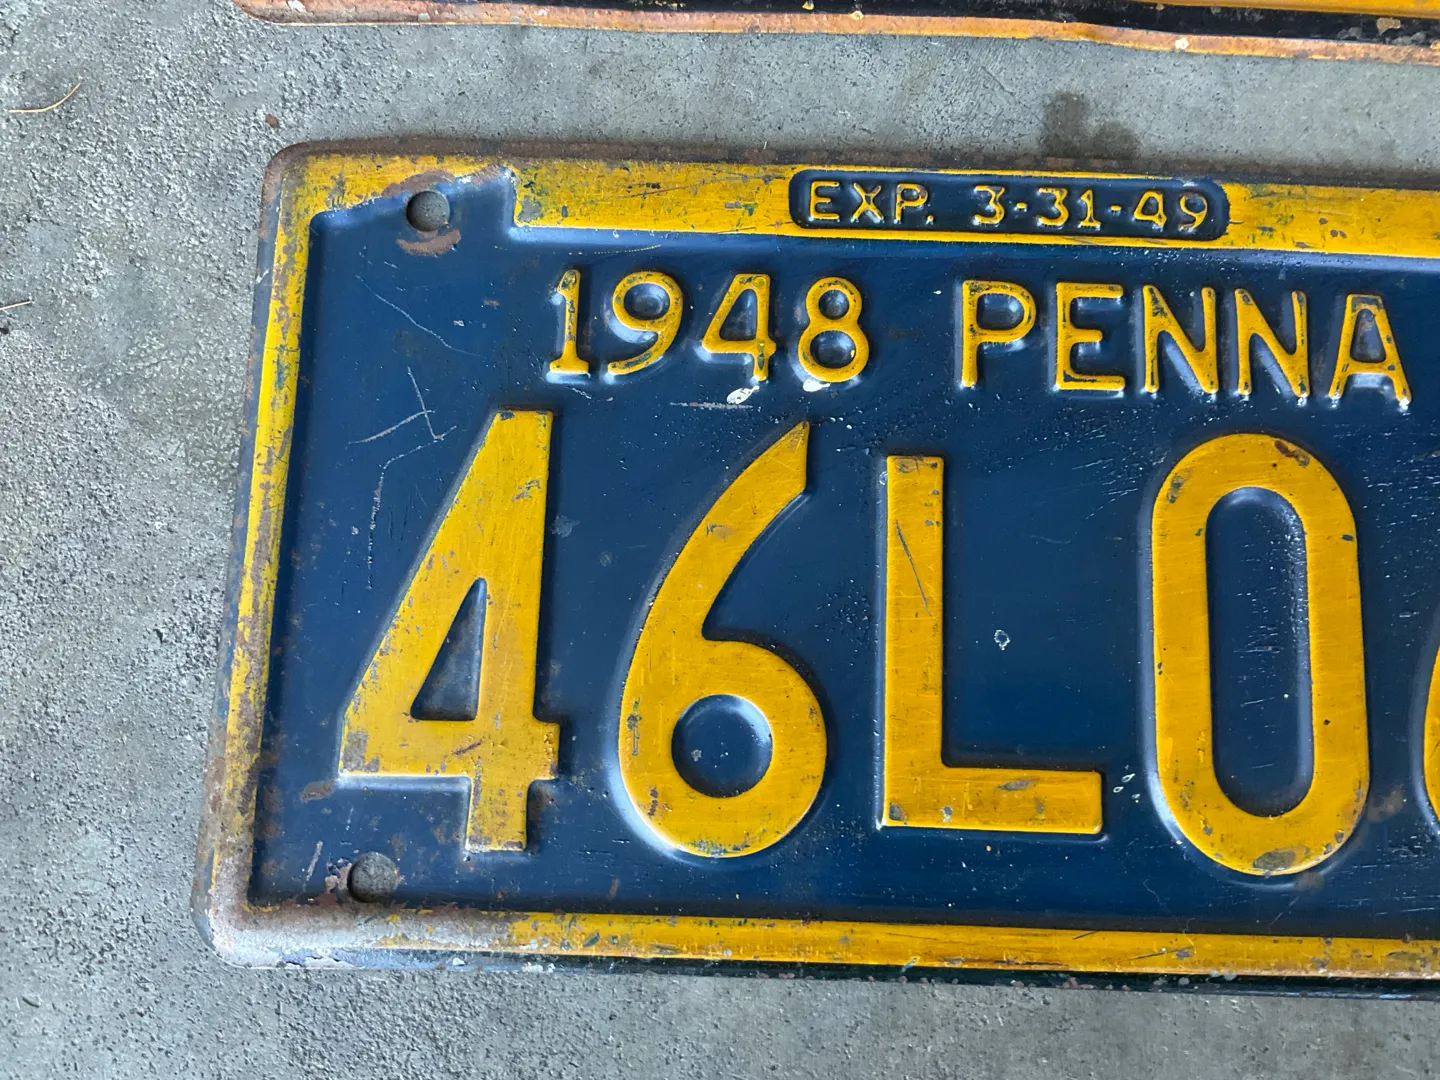 EXP. 3-31-49
1948 PENNA
46L0